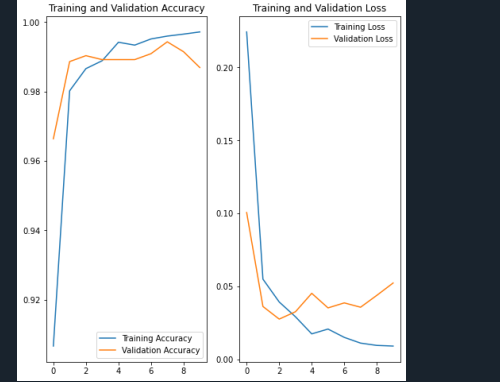 Training and Validation Accuracy
1.00
0.98
0.96
0.94
0.92
Training Accuracy
Validation Accuracy
0 2 4 6 8
Training and Validation Loss
Training Loss
Validation Loss
0.20
0.15
0.10
0.05
0.00
0 2 4 6 8